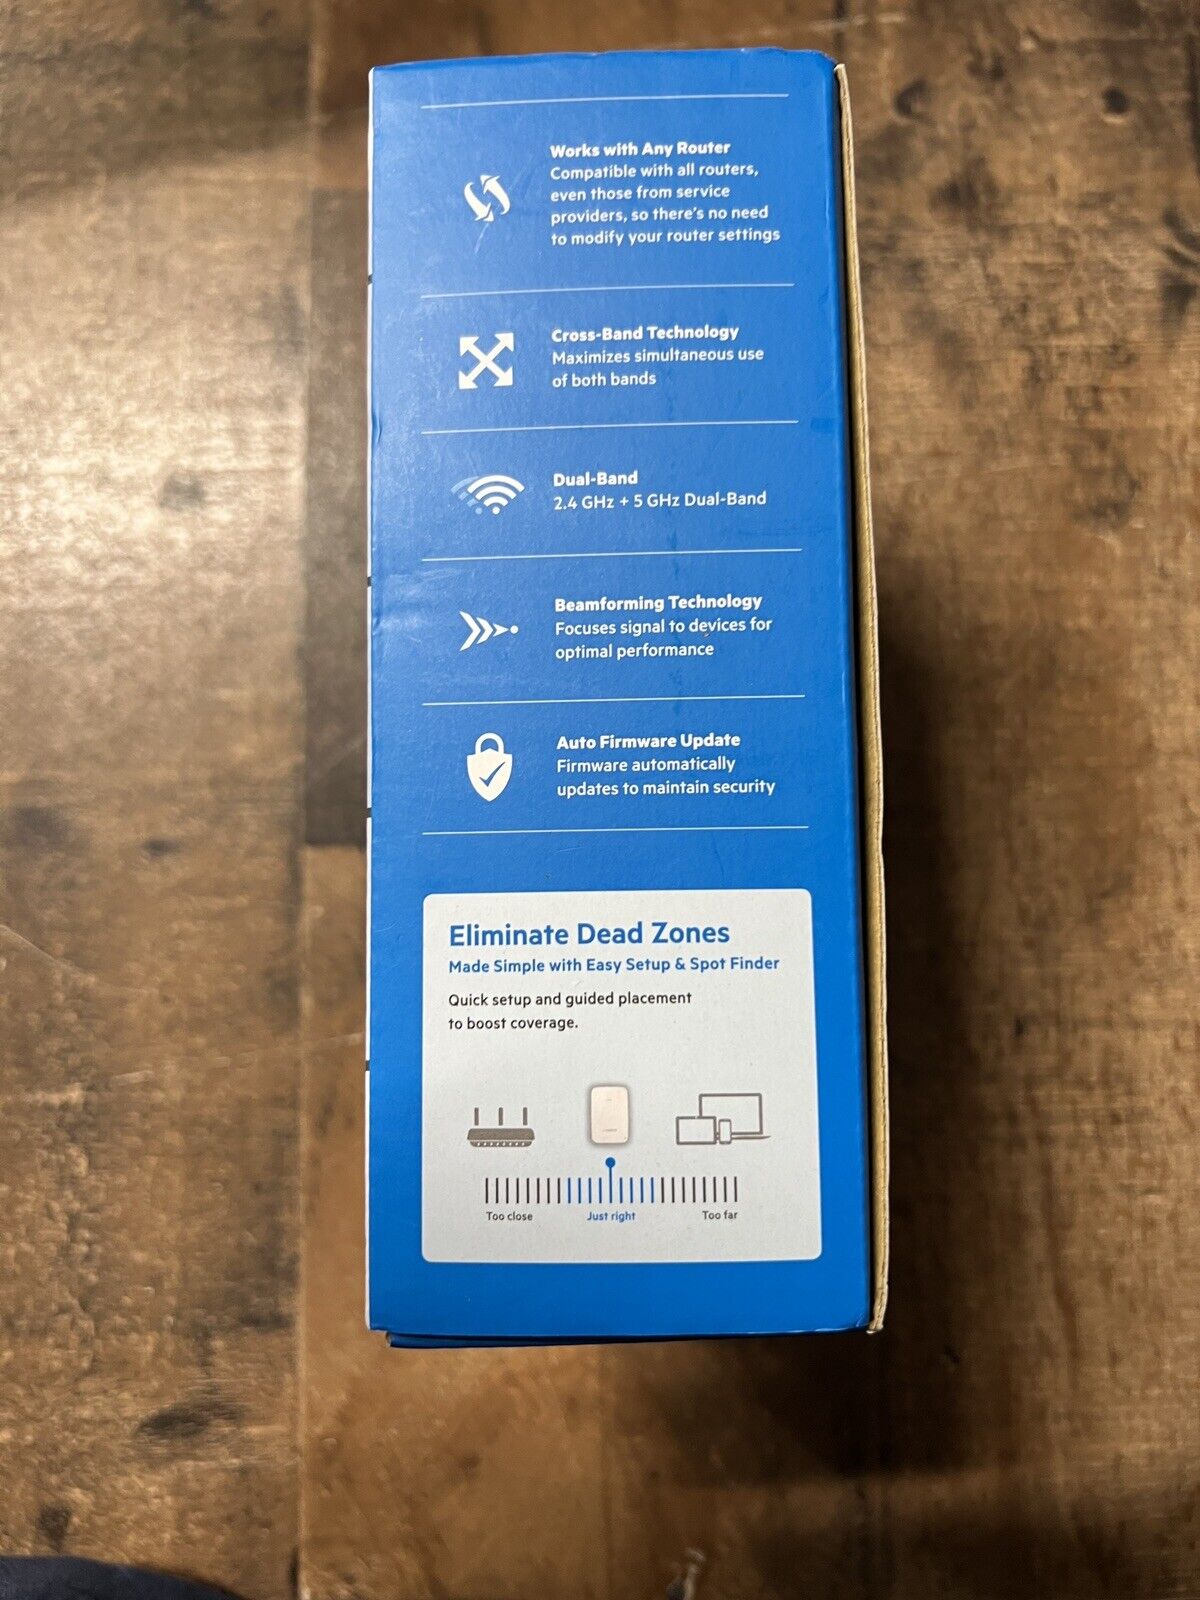 Works with Any Router
Compatible with all routers,
even those from service
providers, so there's no need
to modify your router settings
Cross-Band Technology
Maximizes simultaneous use
of both bands
Dual-Band
2.4 GHz + 5 GHz Dual-Band
Beamforming Technology
Focuses signal to devices for
optimal performance
Auto Firmware Update
Firmware automatically
updates to maintain security
Eliminate Dead Zones
Made Simple with Easy Setup & Spot Finder
Quick setup and guided placement
to boost coverage.
Too close Just right Too far